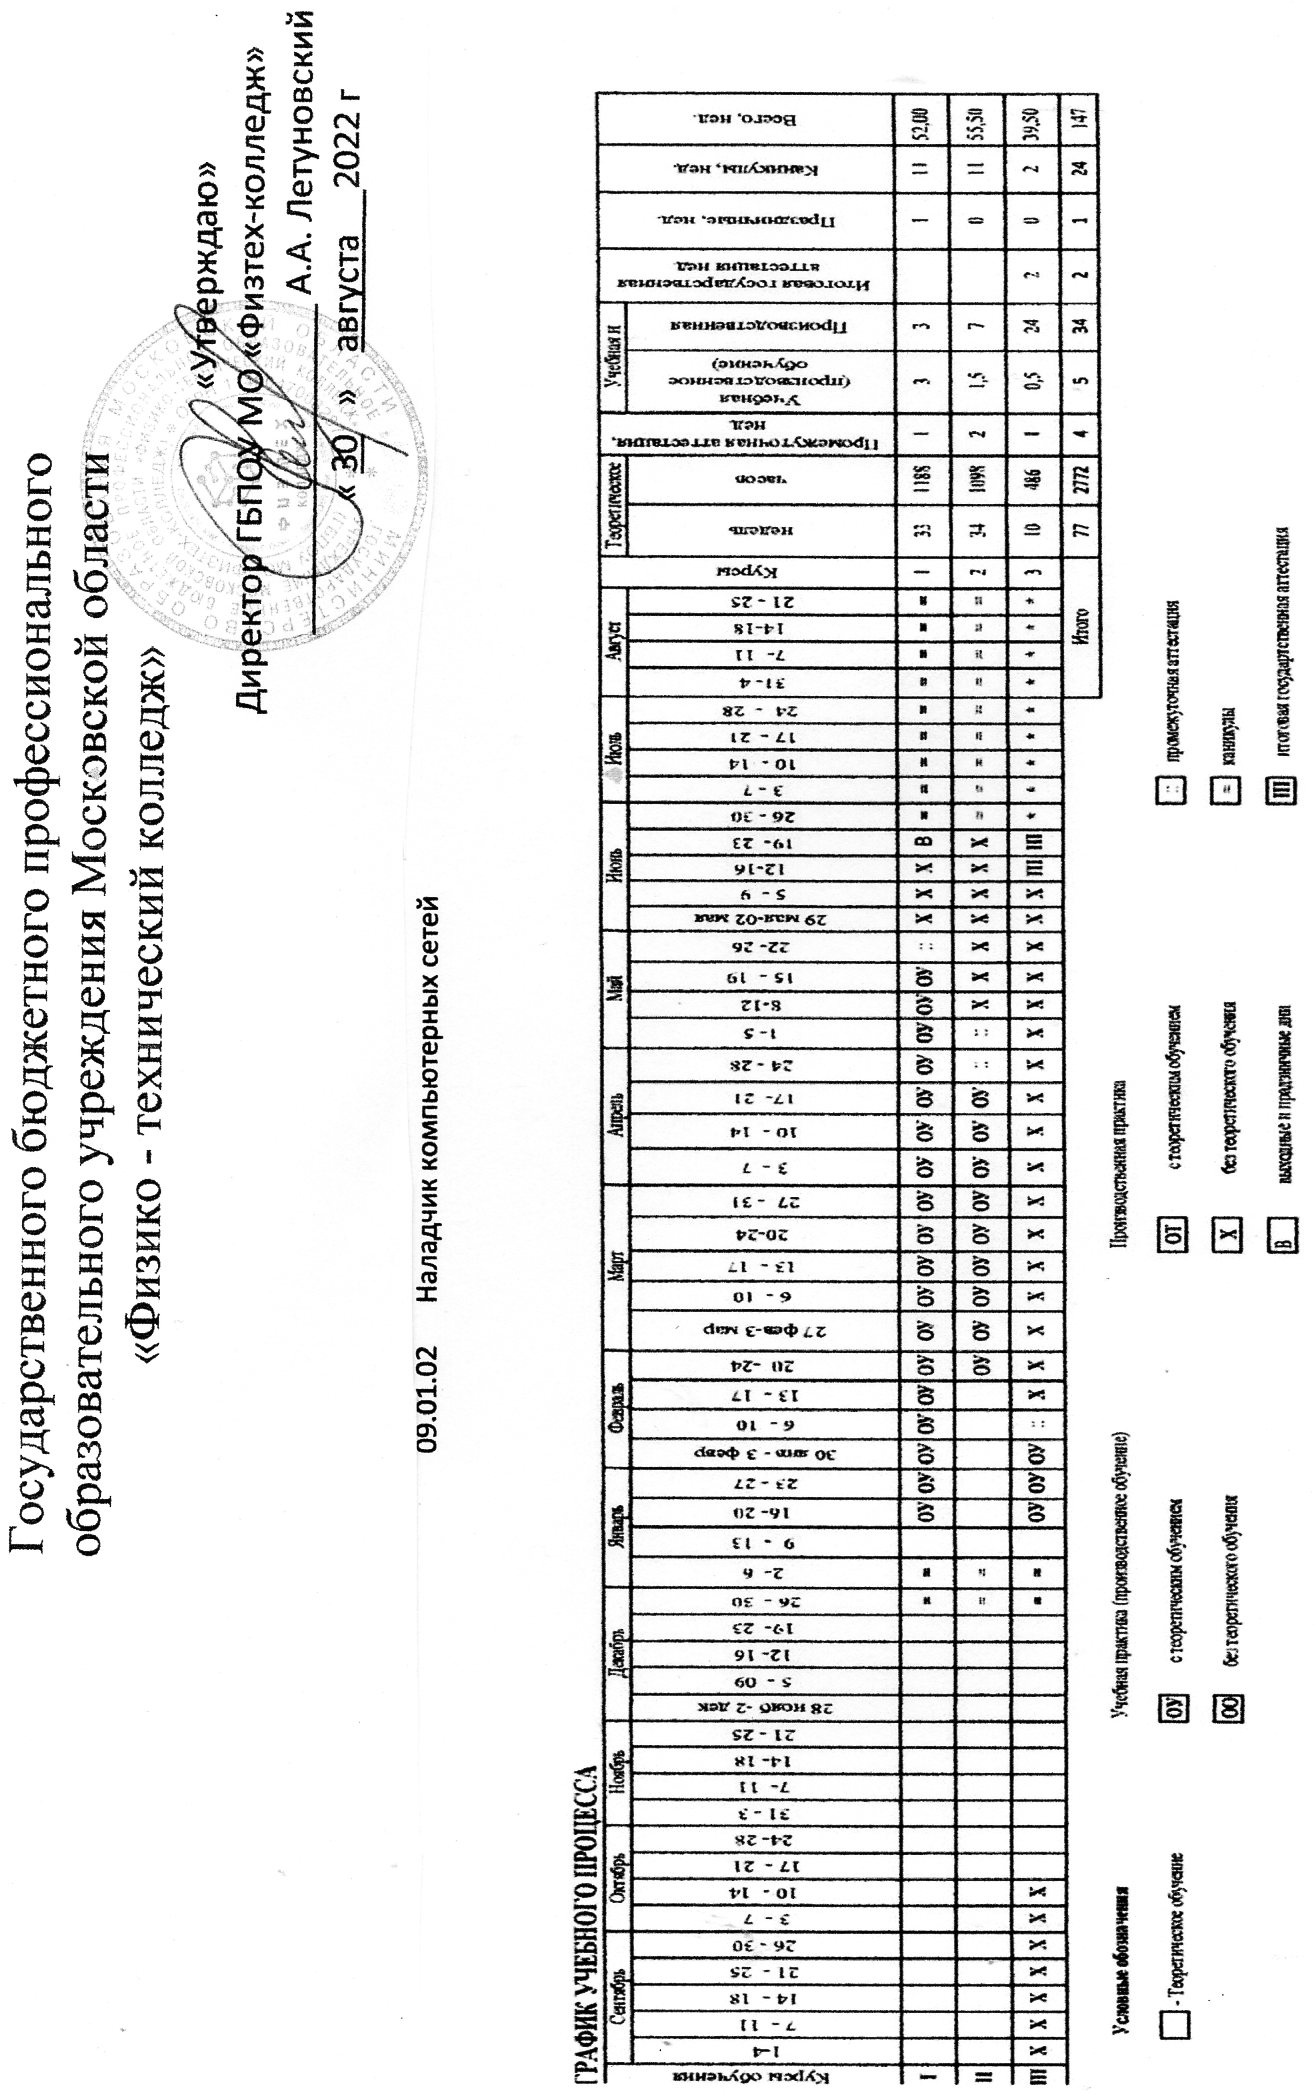 Государственного бюджетного профессионального
образовательного учреждения Московской области
«Физико - технический колледж»
«Утверждаю»
Директор ГБПОУ МО «Физтех-колледж»
А.А. Летуновский
« 30 » августа 2022 г
09.01.02 Наладчик компьютерных сетей
ГРАФИК УЧЕБНОГО ПРОЦЕССА
Курсы обучения Сентябрь Октябрь Ноябрь Декабрь Январь Февраль Март Апрель Май Июнь Июль Август Курсы Теоретическое Промежуточная аттестация, нед. Учебная и Итоговая государственная аттестация нед Праздничные, нед. Каникулы, нед. Всего, нед.
1-4 7 - 11 14 - 18 21 - 25 26 - 30 3 - 7 10 - 14 17 - 21 24- 28 31 - 3 7- 11 14- 18 21 - 25 28 нояб -2 дек 5 - 09 12- 16 19- 23 26 - 30 2- 6 9 - 13 16- 20 23 - 27 30 янв - 3 февр 6 - 10 13 - 17 20 -24 27 фев-3 мар 6 - 10 13 - 17 20-24 27 - 31 3 - 7 10 - 14 17- 21 24 - 28 1- 5 8-12 15 - 19 22- 26 29 мая-02 мая 5 - 9 12-16 19- 23 26 - 30 3 - 7 10 - 14 17 - 21 24 - 28 31- 4 7- 11 14-18 21 - 25 недель часов Учебная (производственное обучение) Производственная
I = = ОУ ОУ ОУ ОУ ОУ ОУ ОУ ОУ ОУ ОУ ОУ ОУ ОУ ОУ ОУ ОУ ОУ ОУ :: X X X В = = = = = = = = = 1 33 1188 1 3 3 1 11 52,00
II = = ОУ ОУ ОУ ОУ ОУ ОУ ОУ ОУ ОУ :: :: X X X X X X X = = = = = = = = = 2 34 1098 2 1,5 7 0 11 55,50
III X X X X X X X = = ОУ ОУ ОУ :: X X X X X X X X X X X X X X X X X III III * * * * * * * * * 3 10 486 1 0,5 24 2 0 2 39,50
Итого 77 2772 4 5 34 2 1 24 147
Условные обозначения Учебная практика (производственное обучение) Производственная практика
- Теоретическое обучение ОУ с теоретическим обучением ОТ с теоретическим обучением :: промежуточная аттестация
ОО без теоретического обучения X без теоретического обучения = каникулы
В выходные и праздничные дни III итоговая государтственная аттестация